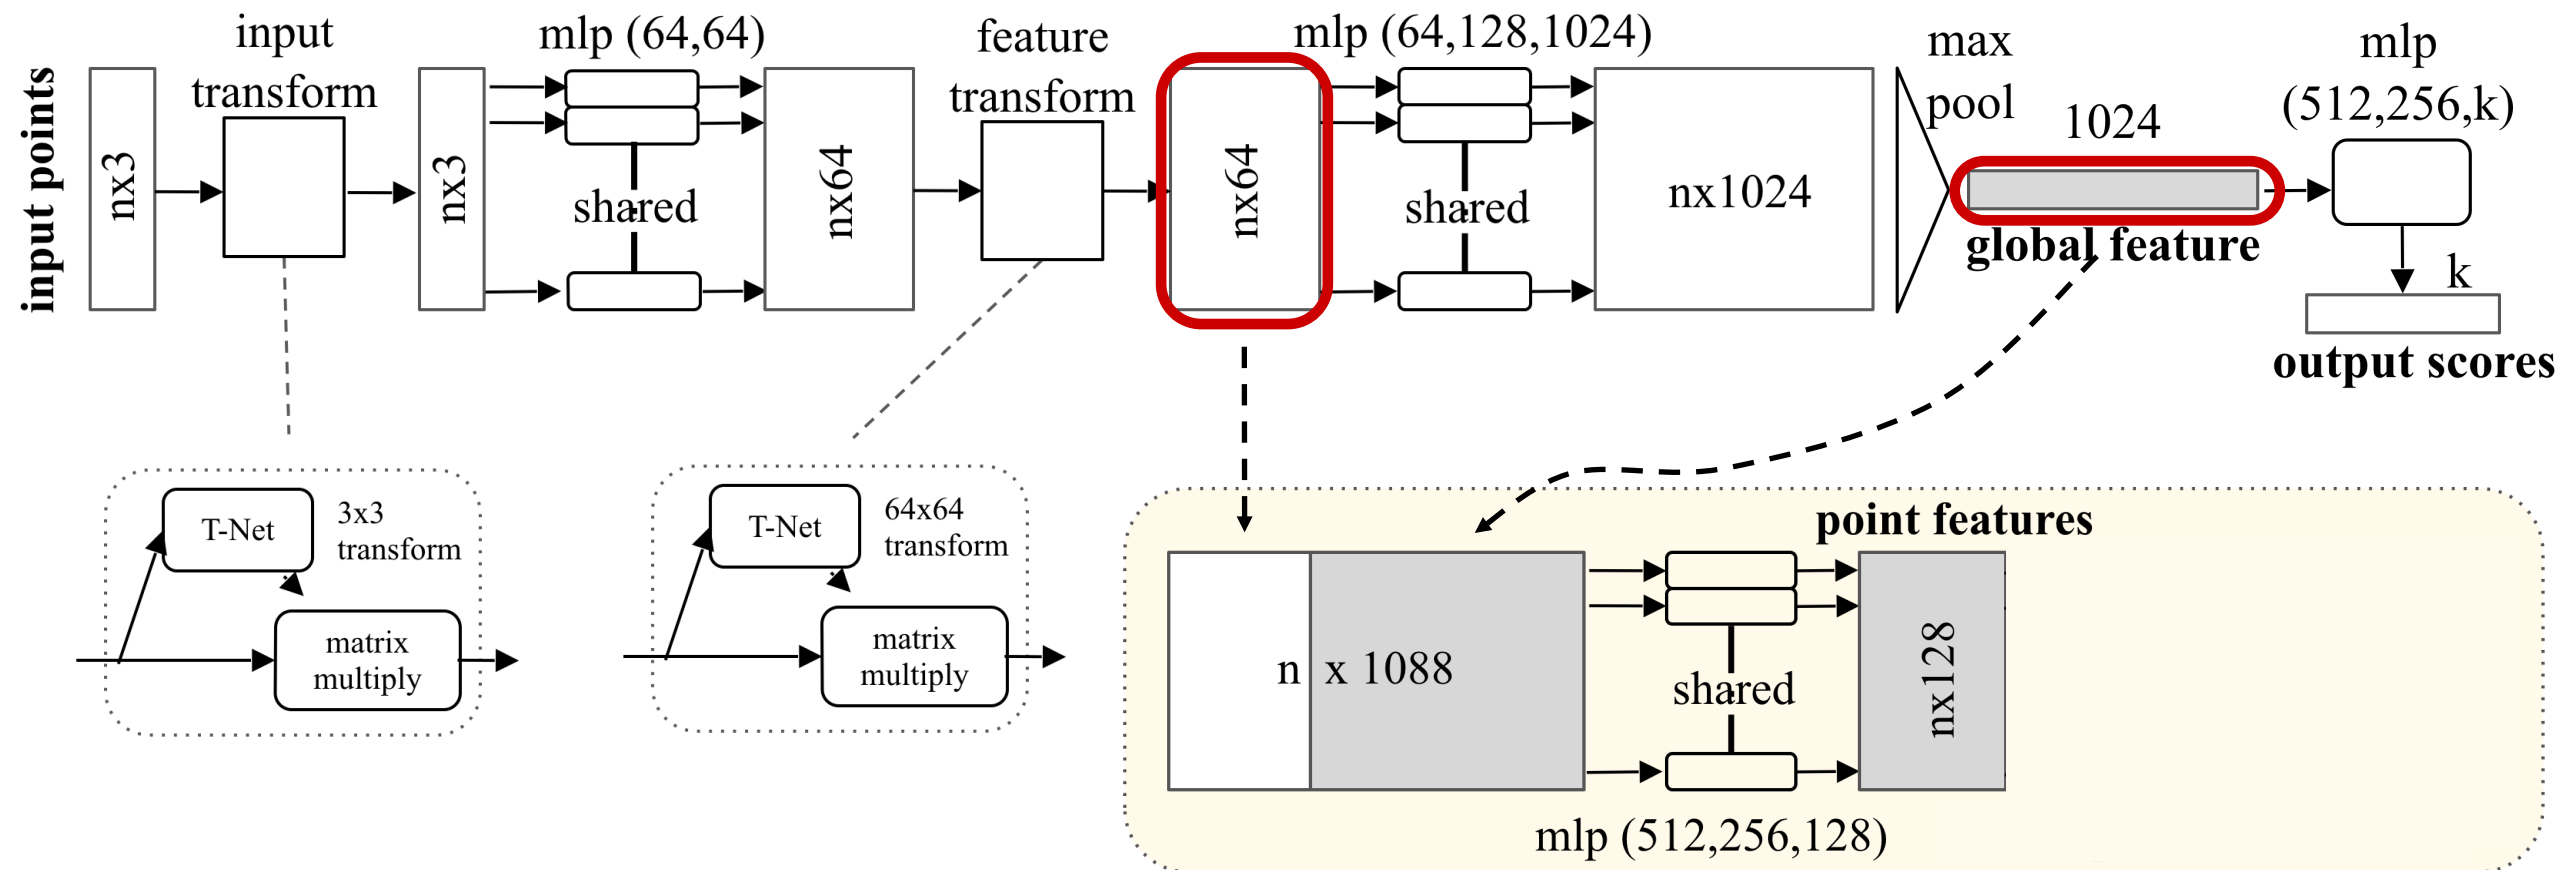 input points
nx3
input
transform
nx3
mlp (64,64)
shared
nx64
feature
transform
nx64
mlp (64,128,1024)
shared
nx1024
max
pool
1024
global feature
mlp
(512,256,k)
k
output scores
T-Net
3x3
transform
matrix
multiply
T-Net
64x64
transform
matrix
multiply
point features
n x 1088
shared
nx128
mlp (512,256,128)